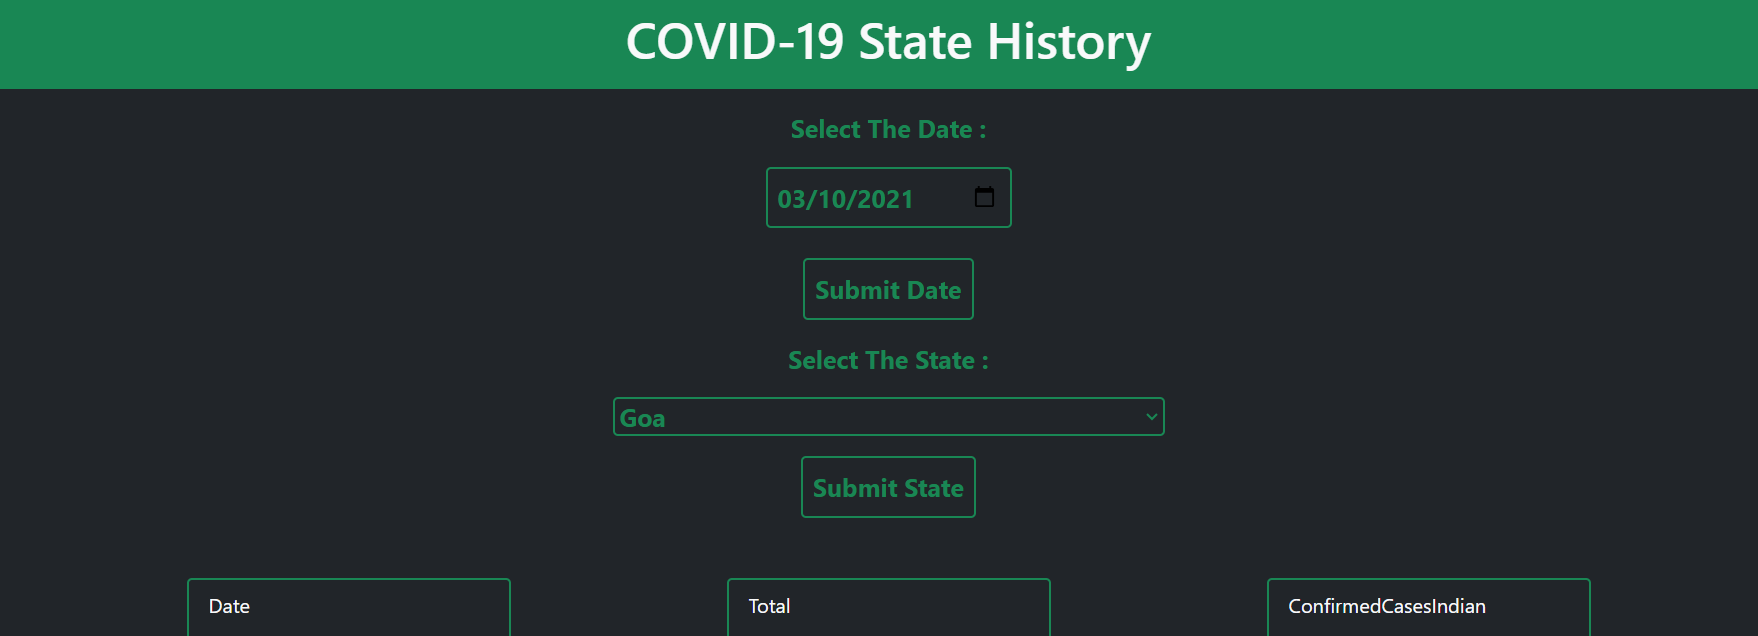 COVID-19 State History
Select The Date :
03/10/2021
Submit Date
Select The State :
Goa
Submit State
Date
Total
ConfirmedCasesIndian